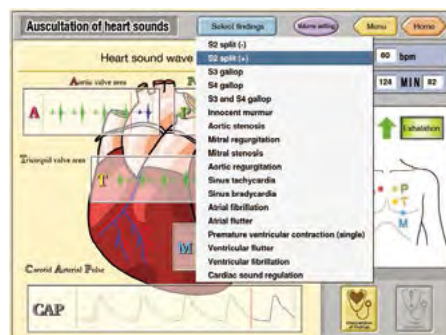 Auscultation of heart sounds
Select findings
Volume setting
Menu
Home
Heart sound wave
60 bpm
124 MIN 82
S2 split (-)
S2 split (+)
S3 gallop
S4 gallop
S3 and S4 gallop
Innocent murmur
Aortic stenosis
Mitral regurgitation
Mitral stenosis
Aortic regurgitation
Sinus tachycardia
Sinus bradycardia
Atrial fibrillation
Atrial flutter
Premature ventricular contraction (single)
Ventricular flutter
Ventricular fibrillation
Cardiac sound regulation
Aortic valve area
P
A
Tricuspid valve area
T
M
Exhalation
P
T
M
Carotid Arterial Pulse
CAP